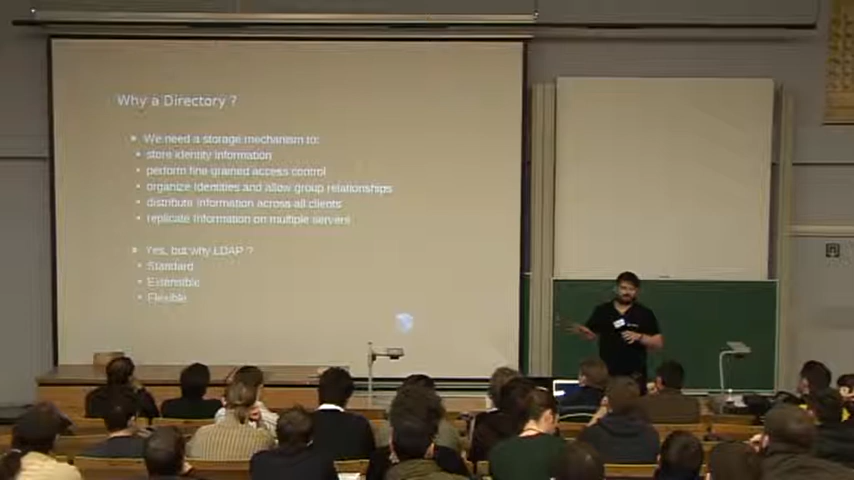 Why a Directory ?
We need a storage mechanism to:
store identity information
perform fine grained access control
organize identities and allow group relationships
distribute information across all clients
replicate information on multiple servers
Yes, but why LDAP ?
Standard
Extensible
Flexible